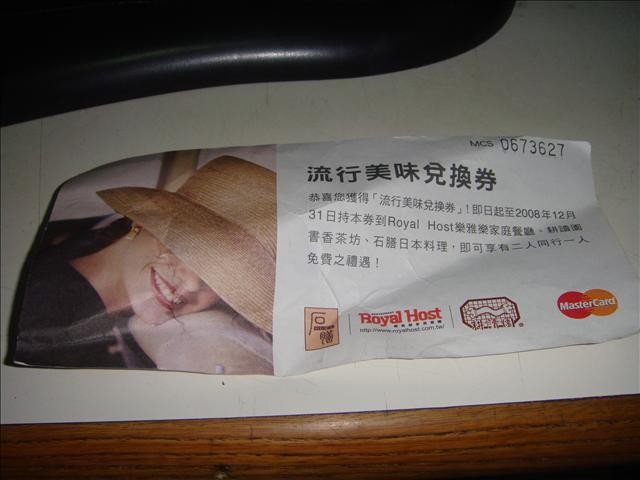 MCS 0673627
流行美味兌換券
恭喜您獲得「流行美味兌換券」!即日起至2008年12月
31日持本券到Royal Host樂雅樂家庭餐廳、耕讀園
書香茶坊、石膳日本料理,即可享有二人同行一人
免費之禮遇!
石膳
Royal Host
http://www.royalhost.com.tw/
MasterCard